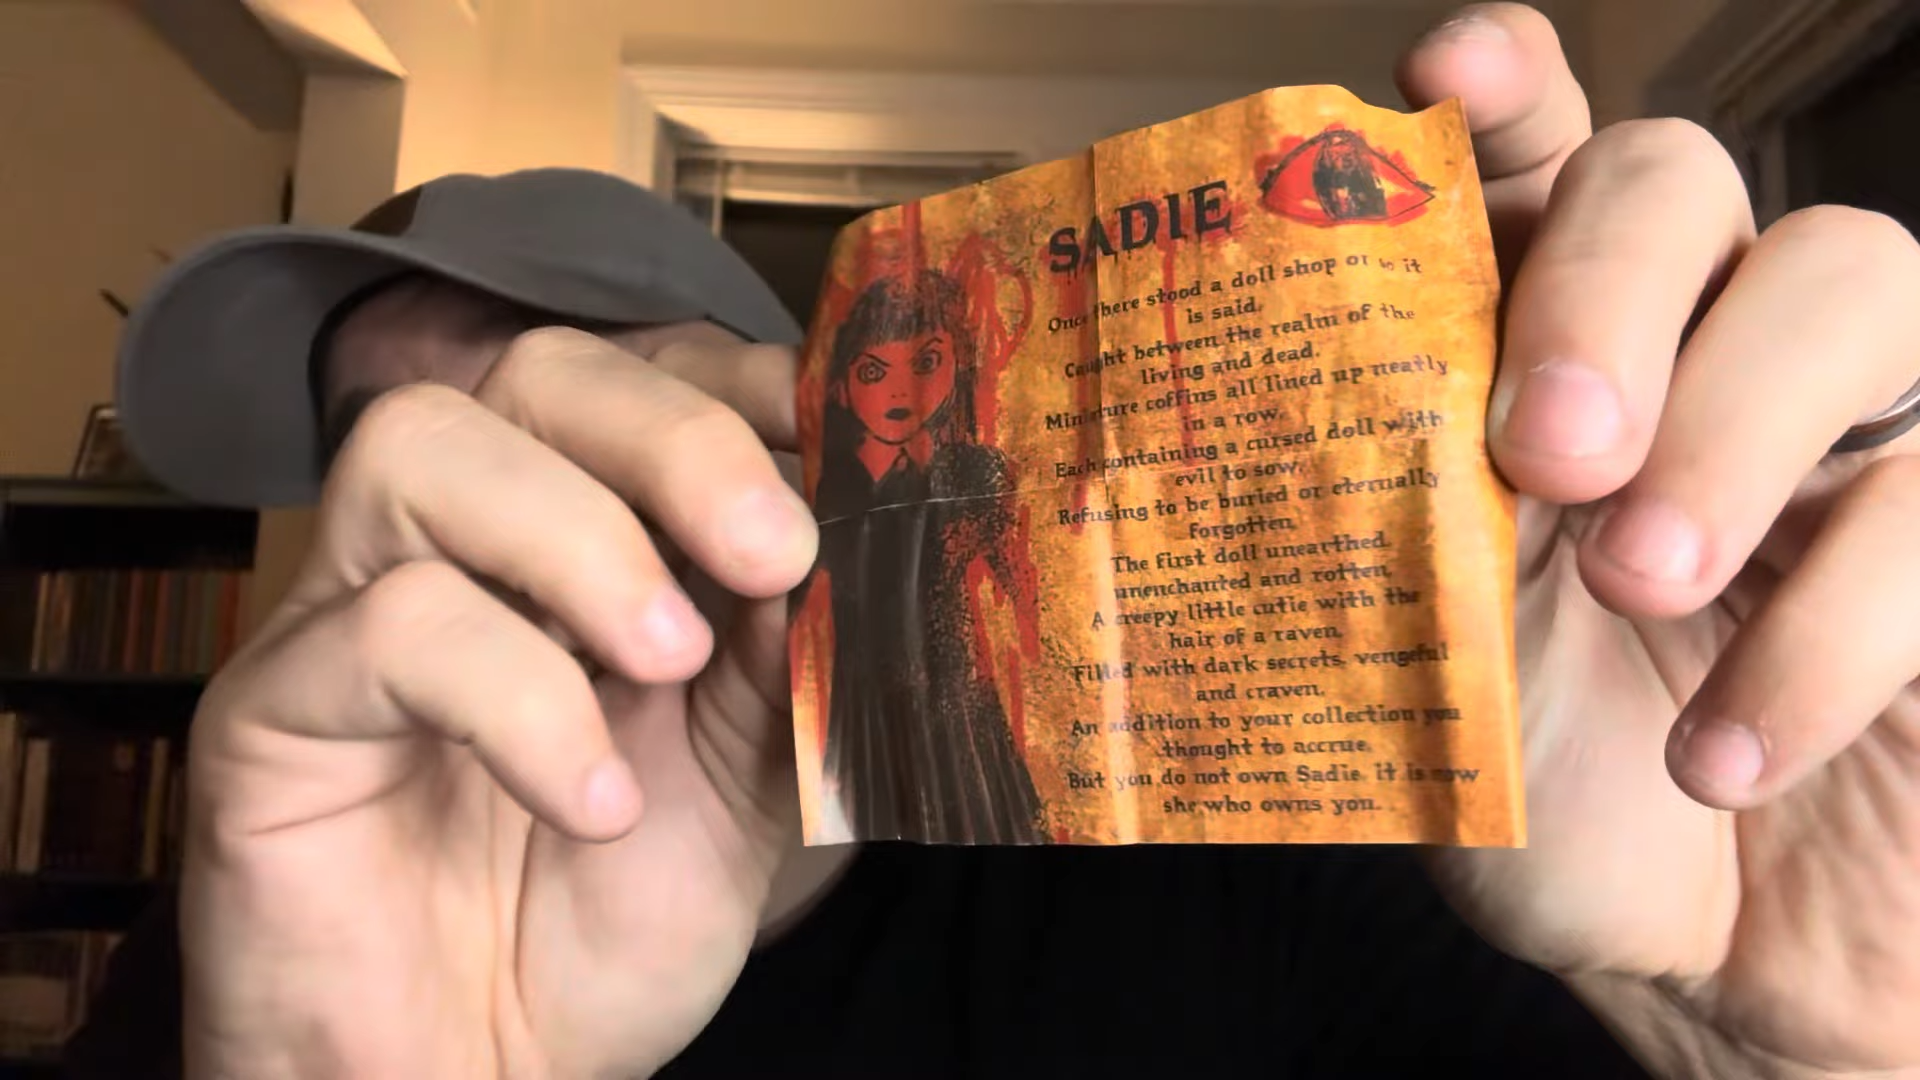 SADIE
Once there stood a doll shop or so it
is said.
Caught between the realm of the
living and dead.
Miniature coffins all lined up neatly
in a row.
Each containing a cursed doll with
evil to sow.
Refusing to be buried or eternally
forgotten.
The first doll unearthed,
unenchanted and rotten.
A creepy little cutie with the
hair of a raven.
Filled with dark secrets, vengeful
and craven.
An addition to your collection you
thought to accrue.
But you do not own Sadie, it is now
she who owns you.